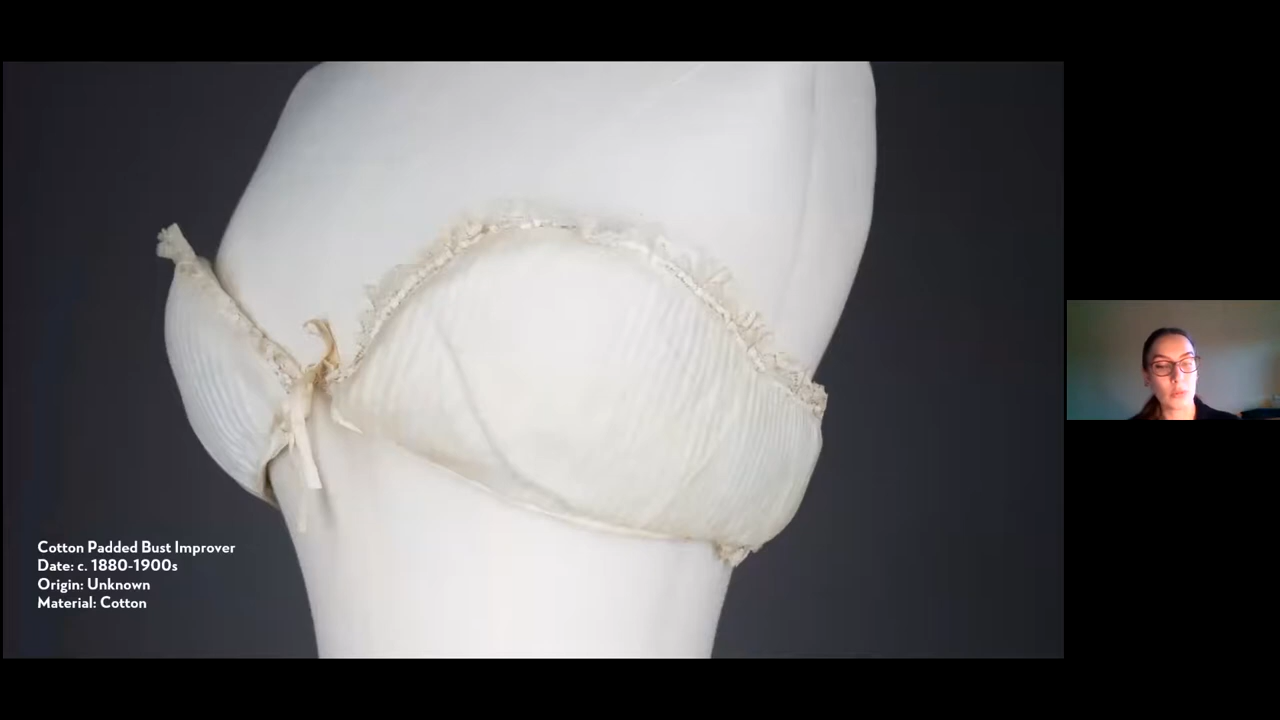 Cotton Padded Bust Improver
Date: c. 1880-1900s
Origin: Unknown
Material: Cotton